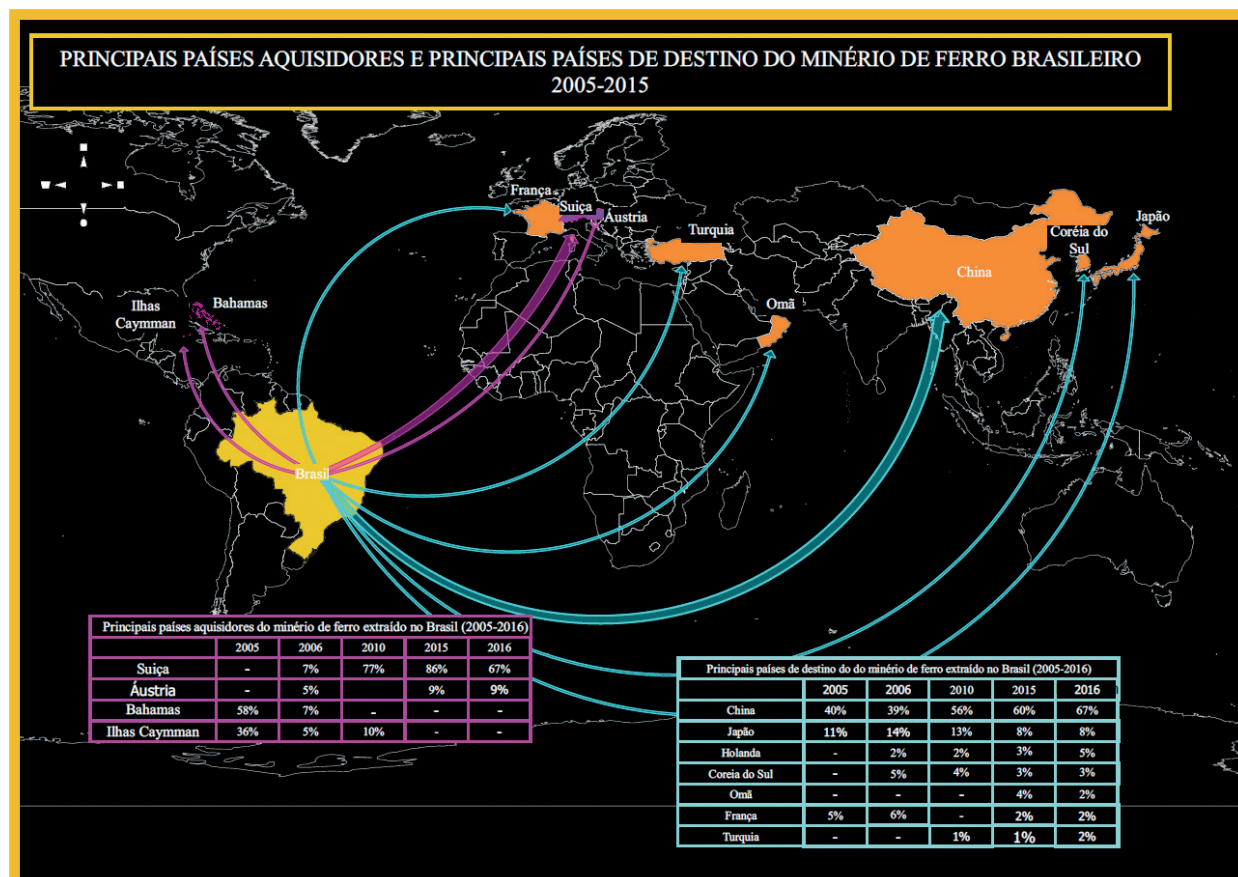 PRINCIPAIS PAÍSES AQUISIDORES E PRINCIPAIS PAÍSES DE DESTINO DO MINÉRIO DE FERRO BRASILEIRO
2005-2015
França
Suiça
Áustria
Turquia
Japão
Coréia do
Sul
China
Omã
Bahamas
Ilhas
Caymman
Brasil
Principais países aquisidores do minério de ferro extraído no Brasil (2005-2016)
2005 2006 2010 2015 2016
Suiça - 7% 77% 86% 67%
Áustria - 5% 9% 9%
Bahamas 58% 7% - - -
Ilhas Caymman 36% 5% 10% - -
Principais países de destino do do minério de ferro extraído no Brasil (2005-2016)
2005 2006 2010 2015 2016
China 40% 39% 56% 60% 67%
Japão 11% 14% 13% 8% 8%
Holanda - 2% 2% 3% 5%
Coreia do Sul - 5% 4% 3% 3%
Omã - - - 4% 2%
França 5% 6% - 2% 2%
Turquia - - 1% 1% 2%